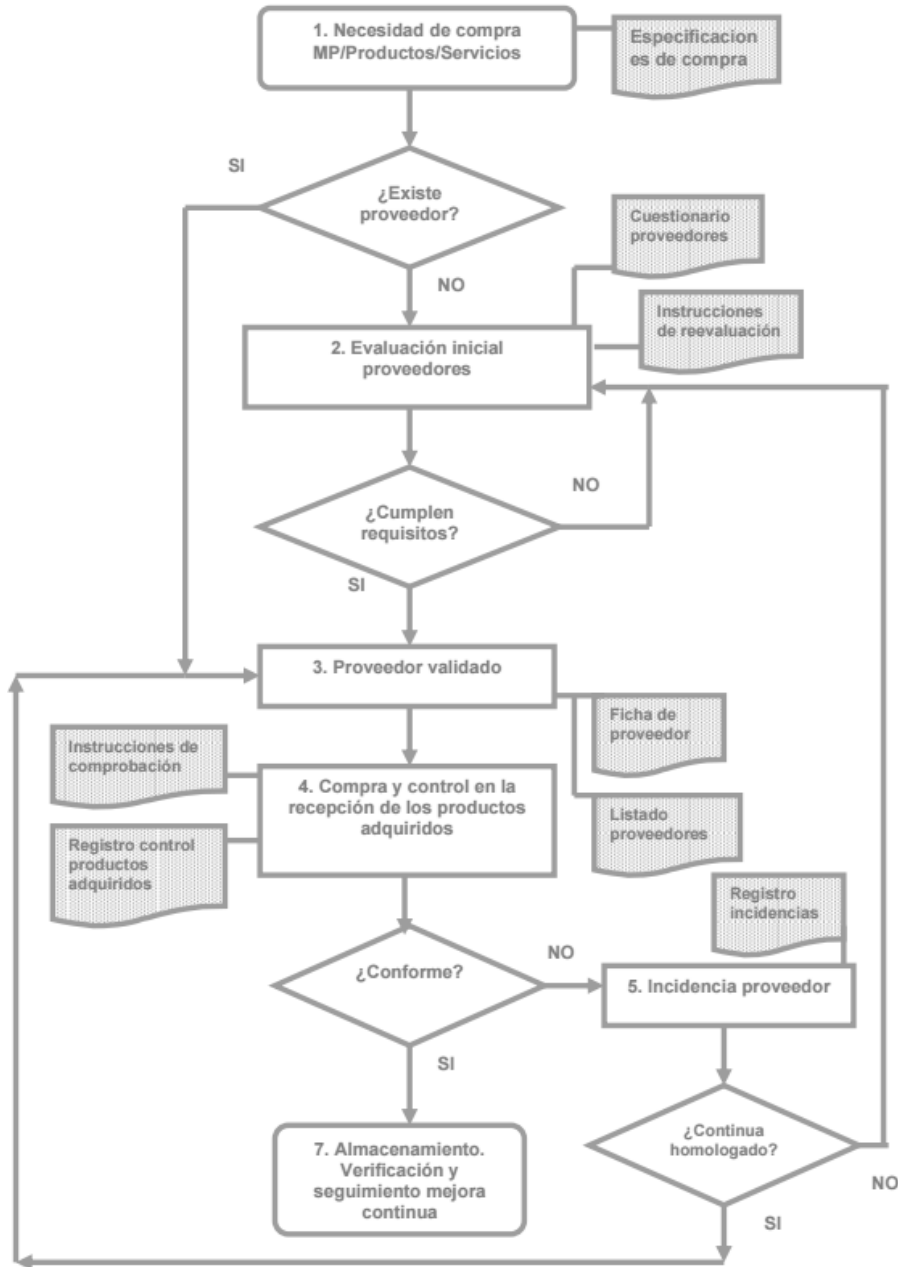 1. Necesidad de compra
MP/Productos/Servicios
Especificacion
es de compra
SI
¿Existe
proveedor?
NO
Cuestionario
proveedores
Instrucciones
de reevaluación
2. Evaluación inicial
proveedores
NO
¿Cumplen
requisitos?
SI
3. Proveedor validado
Ficha de
proveedor
Instrucciones de
comprobación
4. Compra y control en la
recepción de los productos
adquiridos
Listado
proveedores
Registro control
productos
adquiridos
Registro
incidencias
¿Conforme?
NO
5. Incidencia proveedor
SI
¿Continua
homologado?
NO
7. Almacenamiento.
Verificación y
seguimiento mejora
continua
SI